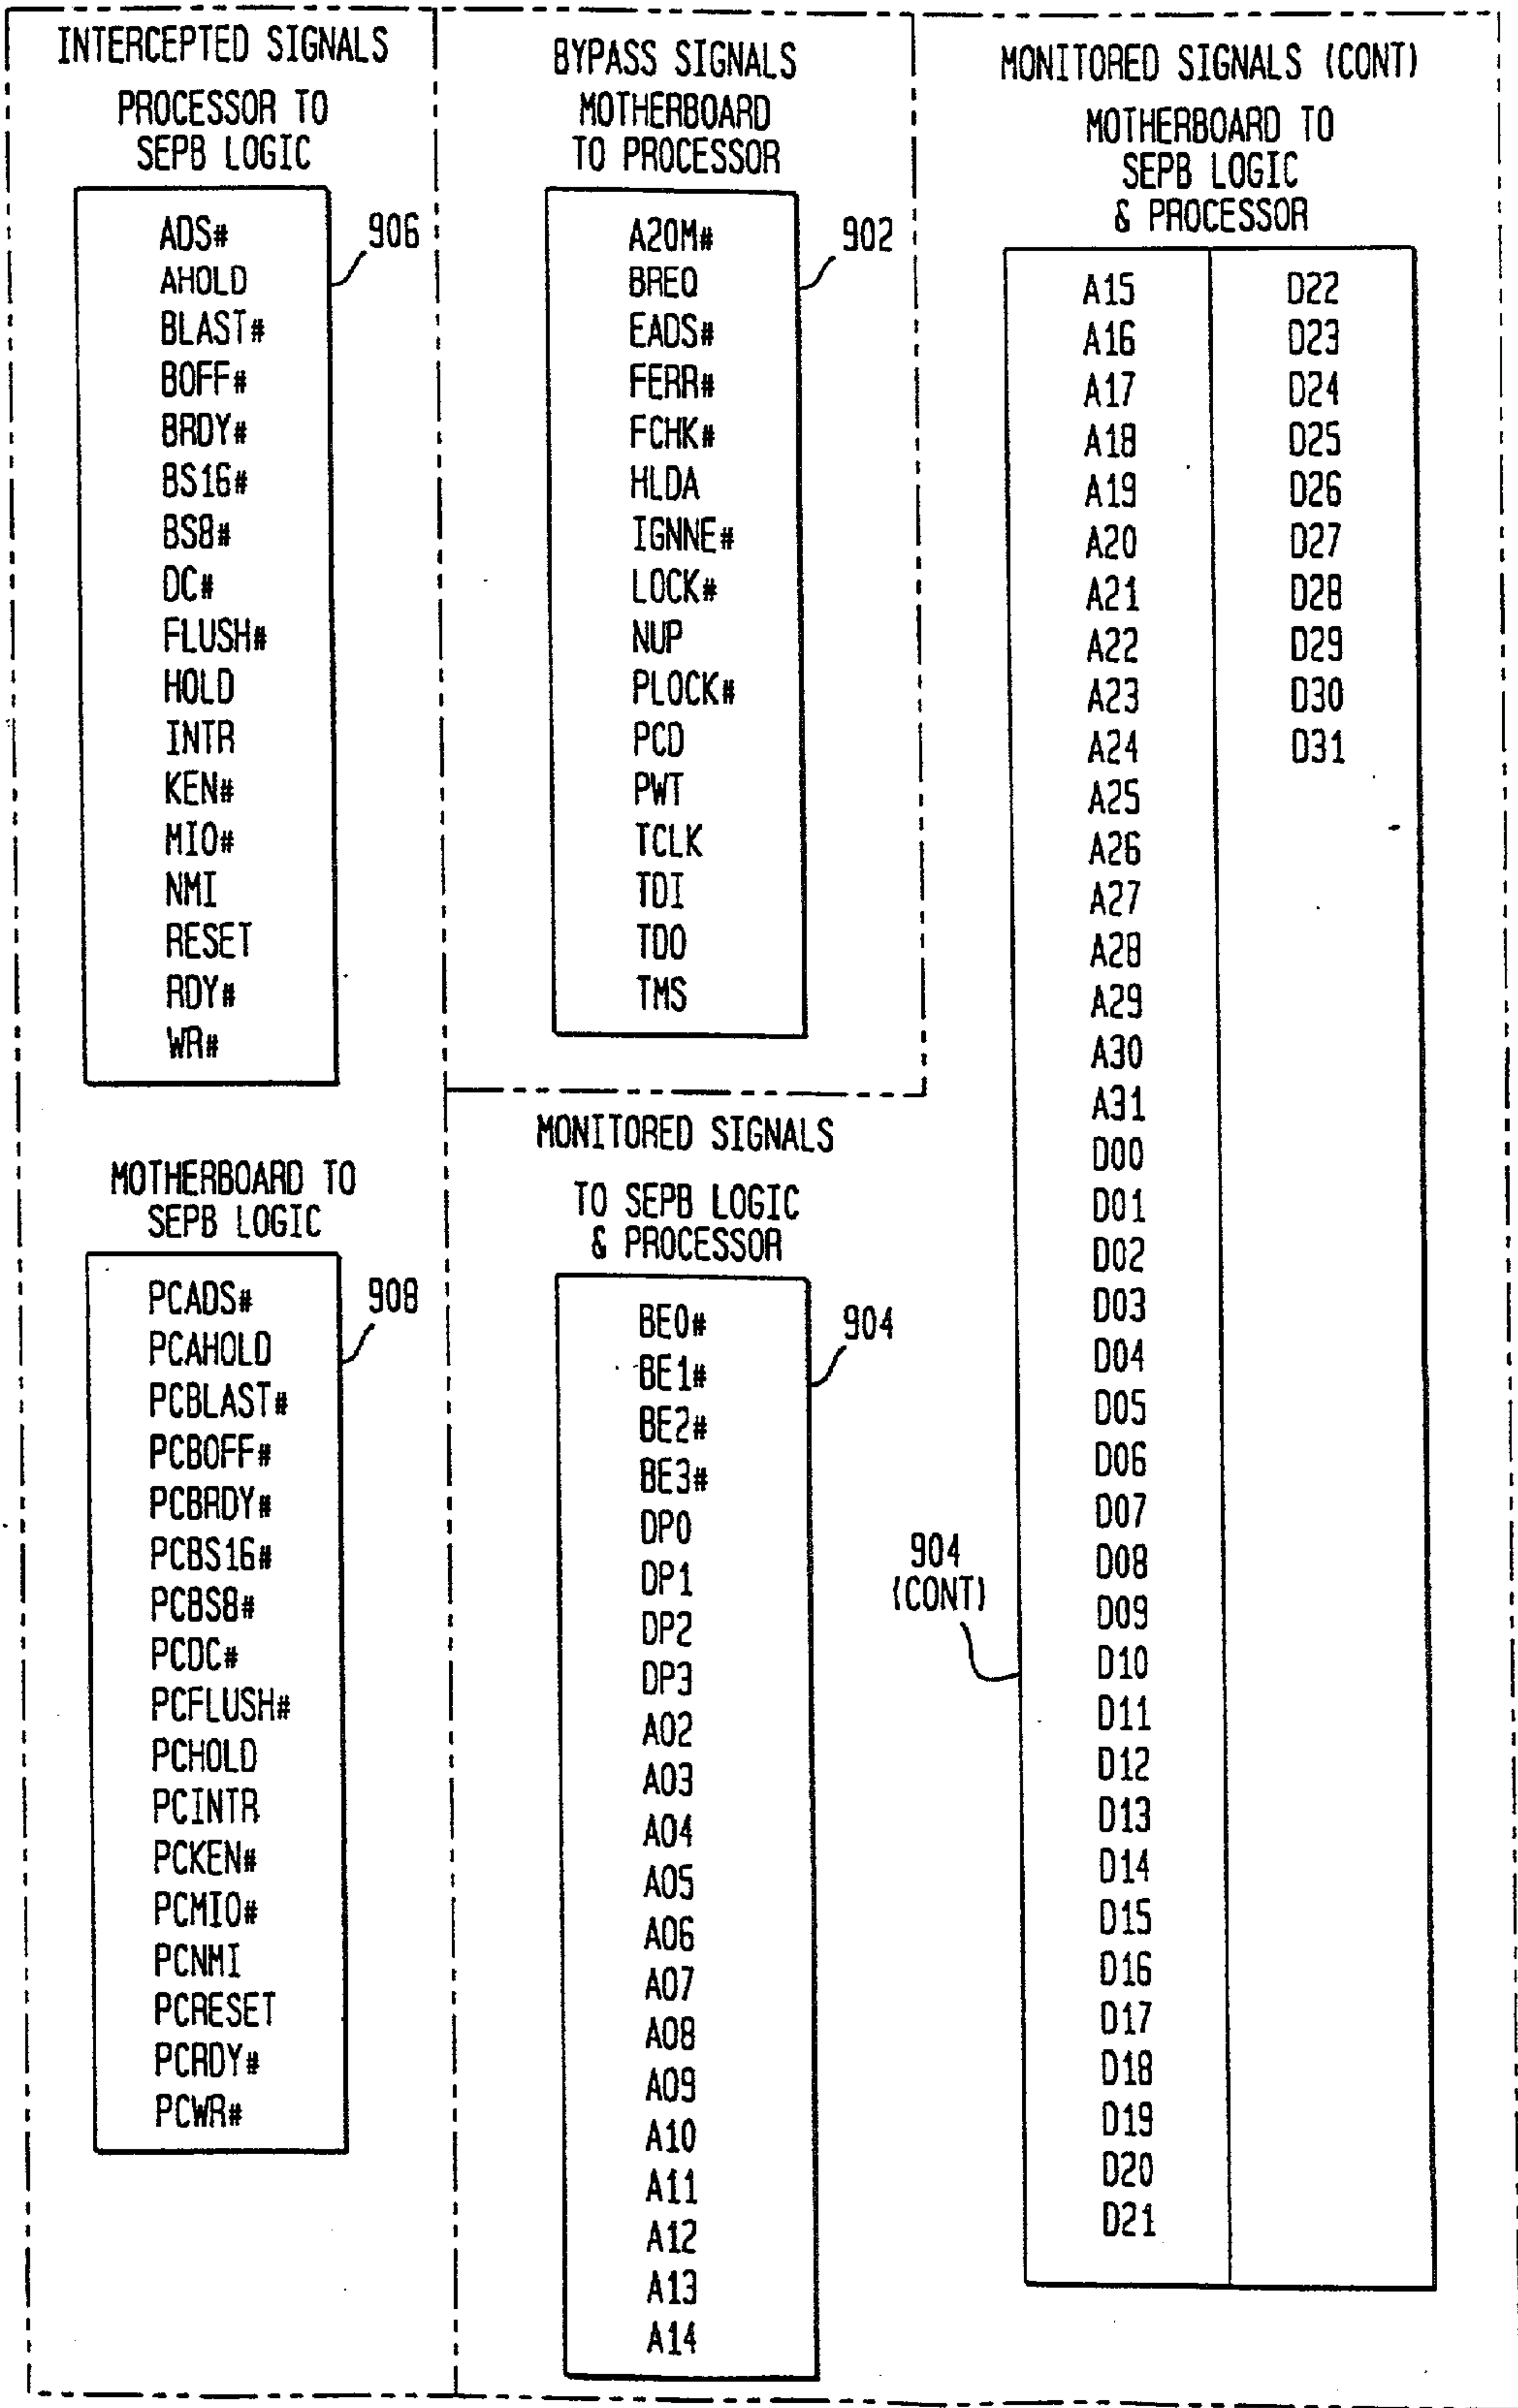 INTERCEPTED SIGNALS
PROCESSOR TO
SEPB LOGIC
906
ADS#
AHOLD
BLAST#
BOFF#
BRDY#
BS16#
BS8#
DC#
FLUSH#
HOLD
INTR
KEN#
MIO#
NMI
RESET
RDY#
WR#
MOTHERBOARD TO
SEPB LOGIC
908
PCADS#
PCAHOLD
PCBLAST#
PCBOFF#
PCBRDY#
PCBS16#
PCBS8#
PCDC#
PCFLUSH#
PCHOLD
PCINTR
PCKEN#
PCMIO#
PCNMI
PCRESET
PCRDY#
PCWR#
BYPASS SIGNALS
MOTHERBOARD
TO PROCESSOR
902
A20M#
BREQ
EADS#
FERR#
FCHK#
HLDA
IGNNE#
LOCK#
NUP
PLOCK#
PCD
PWT
TCLK
TDI
TDO
TMS
MONITORED SIGNALS
TO SEPB LOGIC
& PROCESSOR
904
BE0#
BE1#
BE2#
BE3#
DP0
DP1
DP2
DP3
A02
A03
A04
A05
A06
A07
A08
A09
A10
A11
A12
A13
A14
MONITORED SIGNALS (CONT)
MOTHERBOARD TO
SEPB LOGIC
& PROCESSOR
904
(CONT)
A15
A16
A17
A18
A19
A20
A21
A22
A23
A24
A25
A26
A27
A28
A29
A30
A31
D00
D01
D02
D03
D04
D05
D06
D07
D08
D09
D10
D11
D12
D13
D14
D15
D16
D17
D18
D19
D20
D21
D22
D23
D24
D25
D26
D27
D28
D29
D30
D31